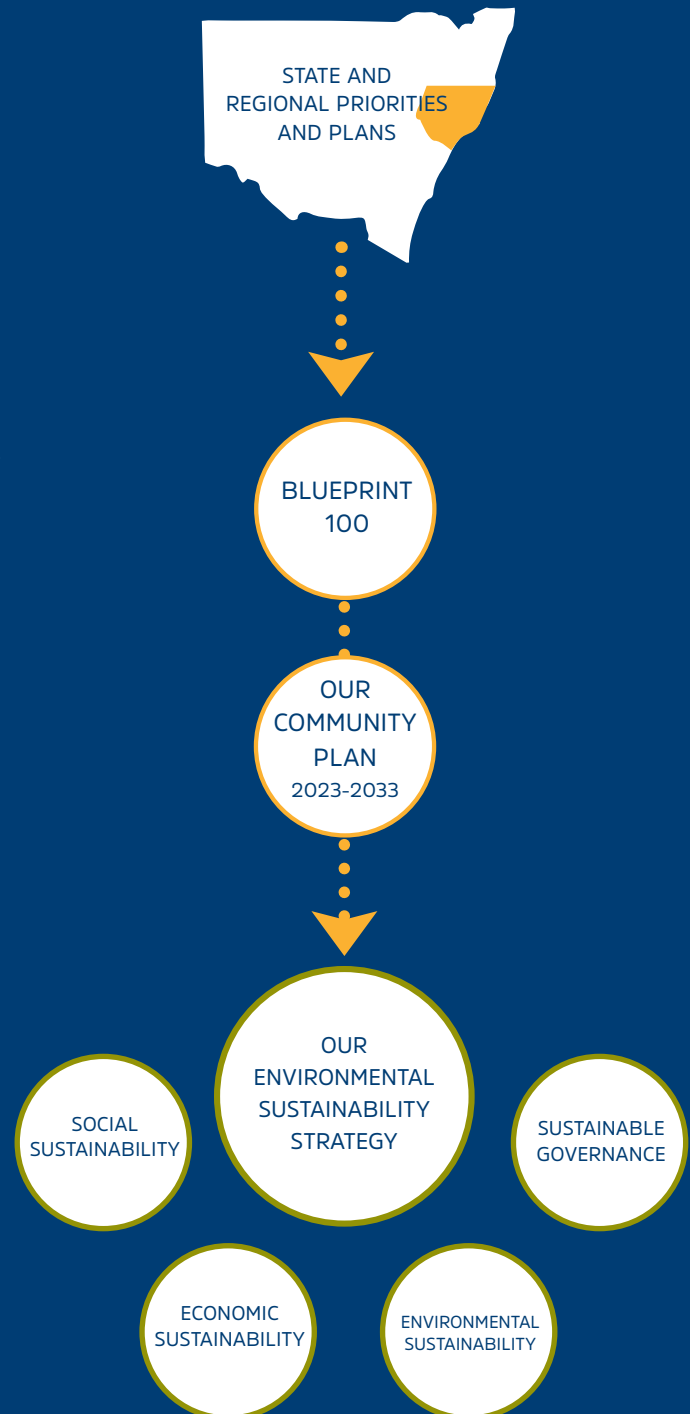 STATE AND
REGIONAL PRIORITIES
AND PLANS
BLUEPRINT
100
OUR
COMMUNITY
PLAN
2023-2033
OUR
ENVIRONMENTAL
SUSTAINABILITY
STRATEGY
SOCIAL
SUSTAINABILITY
SUSTAINABLE
GOVERNANCE
ECONOMIC
SUSTAINABILITY
ENVIRONMENTAL
SUSTAINABILITY